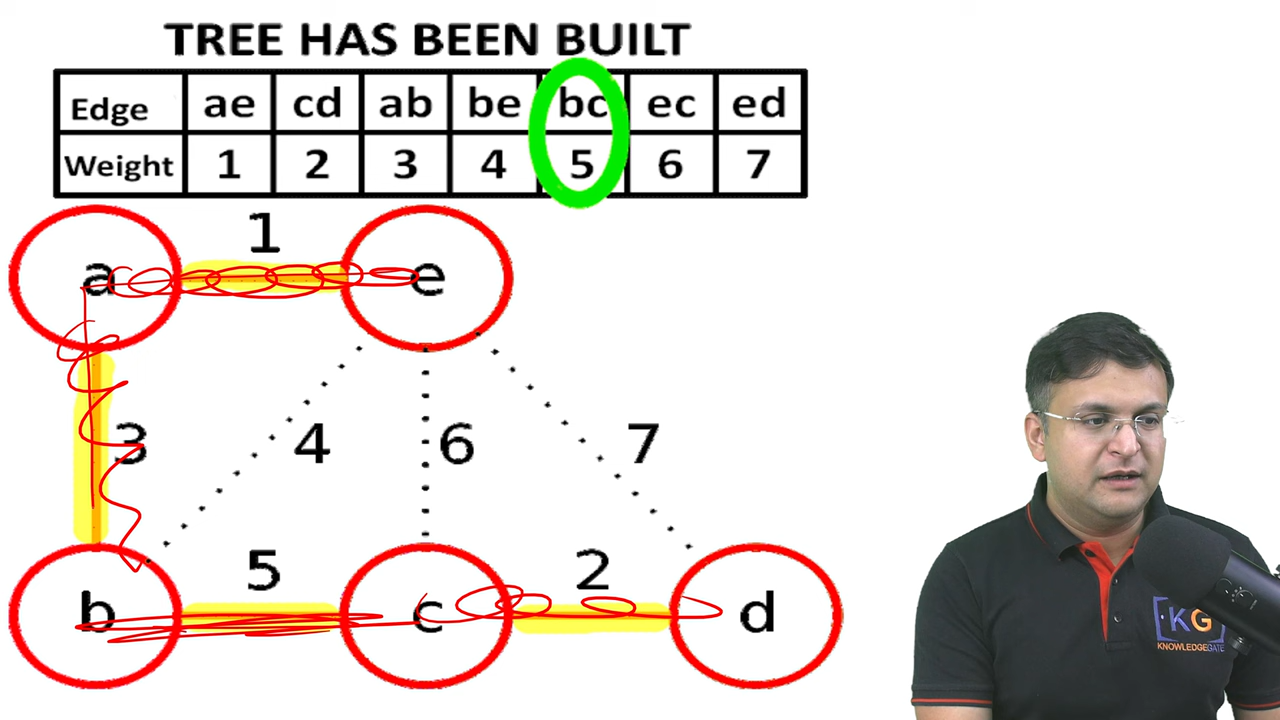 TREE HAS BEEN BUILT
Edge ae cd ab be bc ec ed
Weight 1 2 3 4 5 6 7
1
a e
3 4 6 7
5 2
b c d
KG
KNOWLEDGEGATE